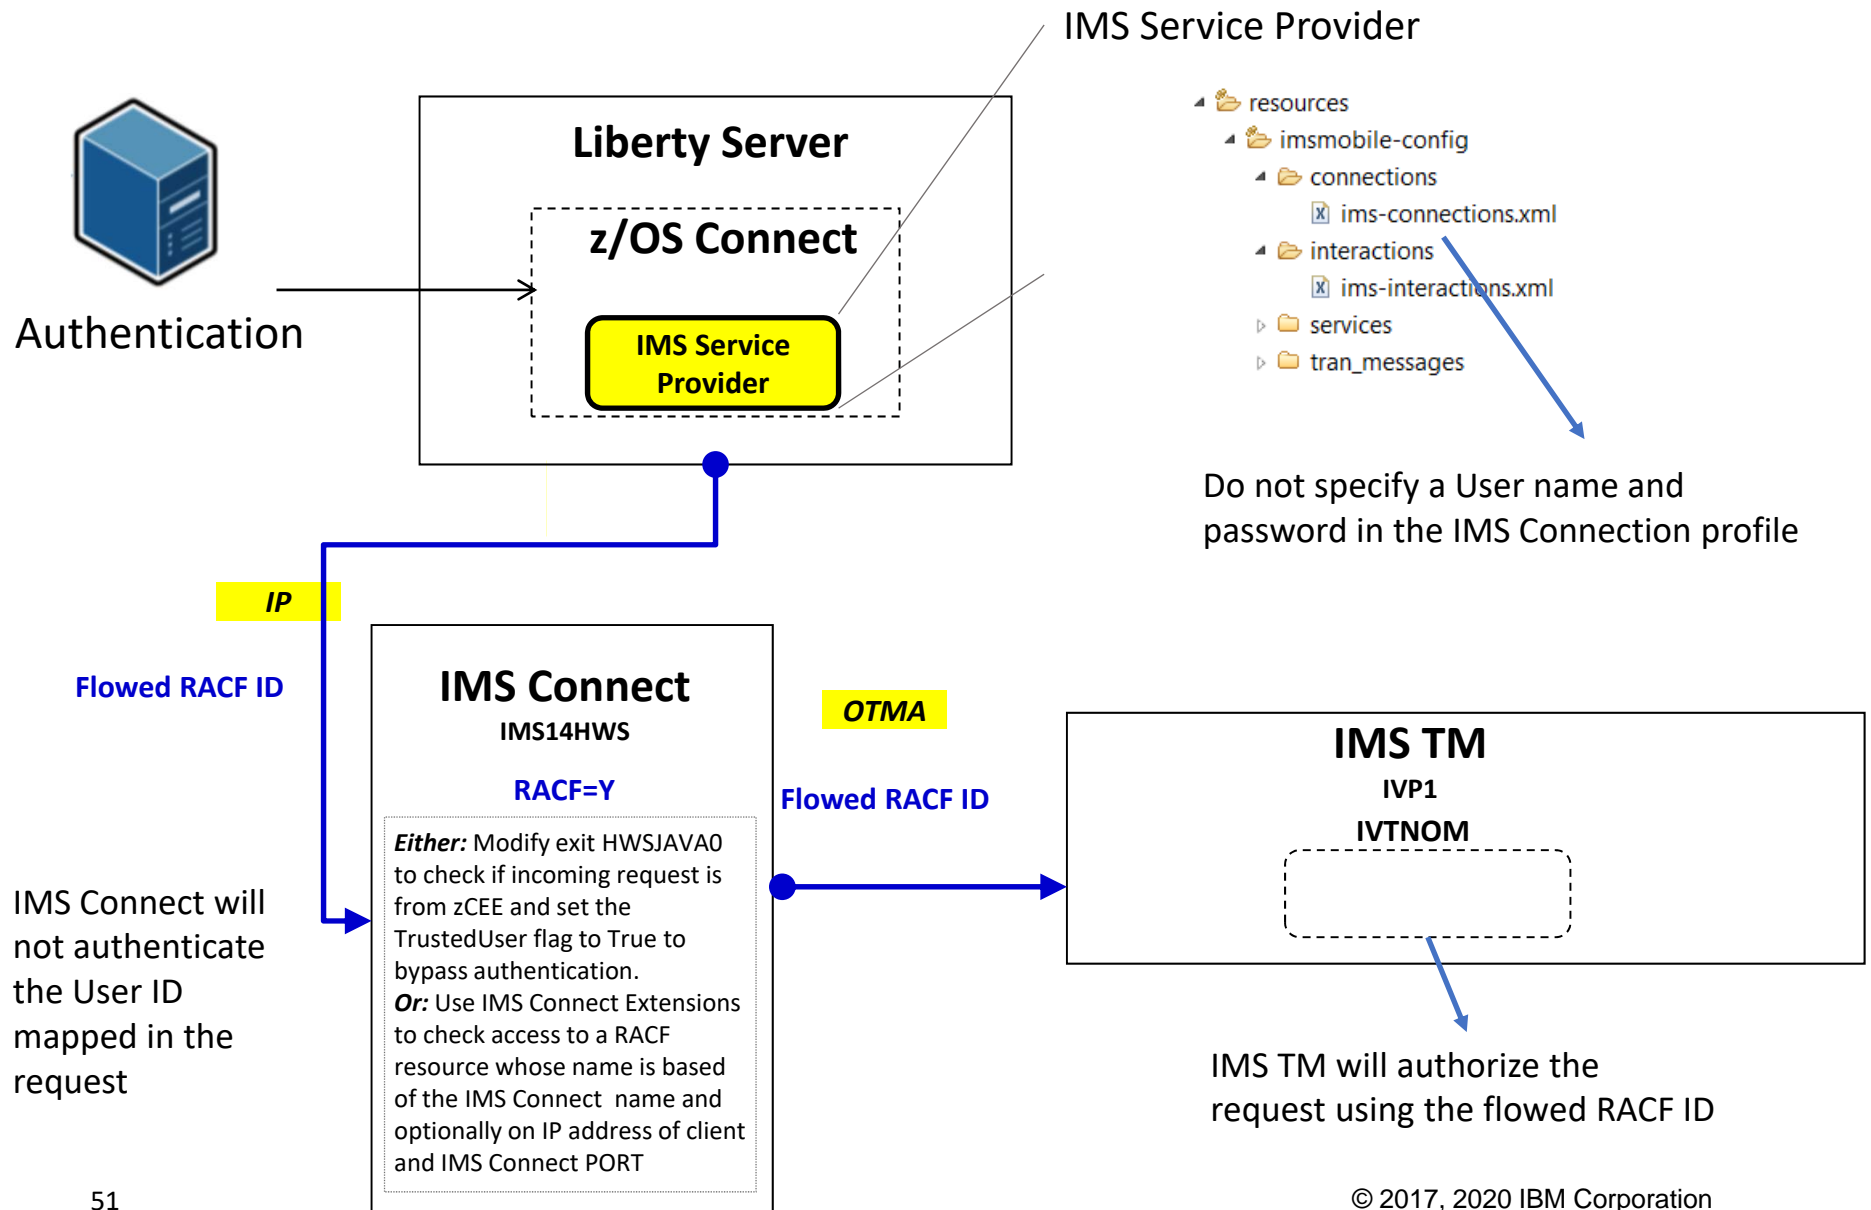 IMS Service Provider
resources
imsmobile-config
connections
ims-connections.xml
interactions
ims-interactions.xml
services
tran_messages
Do not specify a User name and
password in the IMS Connection profile
Authentication
Liberty Server
z/OS Connect
IMS Service
Provider
IP
Flowed RACF ID
IMS Connect will
not authenticate
the User ID
mapped in the
request
IMS Connect
IMS14HWS
RACF=Y
Either: Modify exit HWSJAVA0
to check if incoming request is
from zCEE and set the
TrustedUser flag to True to
bypass authentication.
Or: Use IMS Connect Extensions
to check access to a RACF
resource whose name is based
of the IMS Connect name and
optionally on IP address of client
and IMS Connect PORT
OTMA
Flowed RACF ID
IMS TM
IVP1
IVTNOM
IMS TM will authorize the
request using the flowed RACF ID
51
© 2017, 2020 IBM Corporation